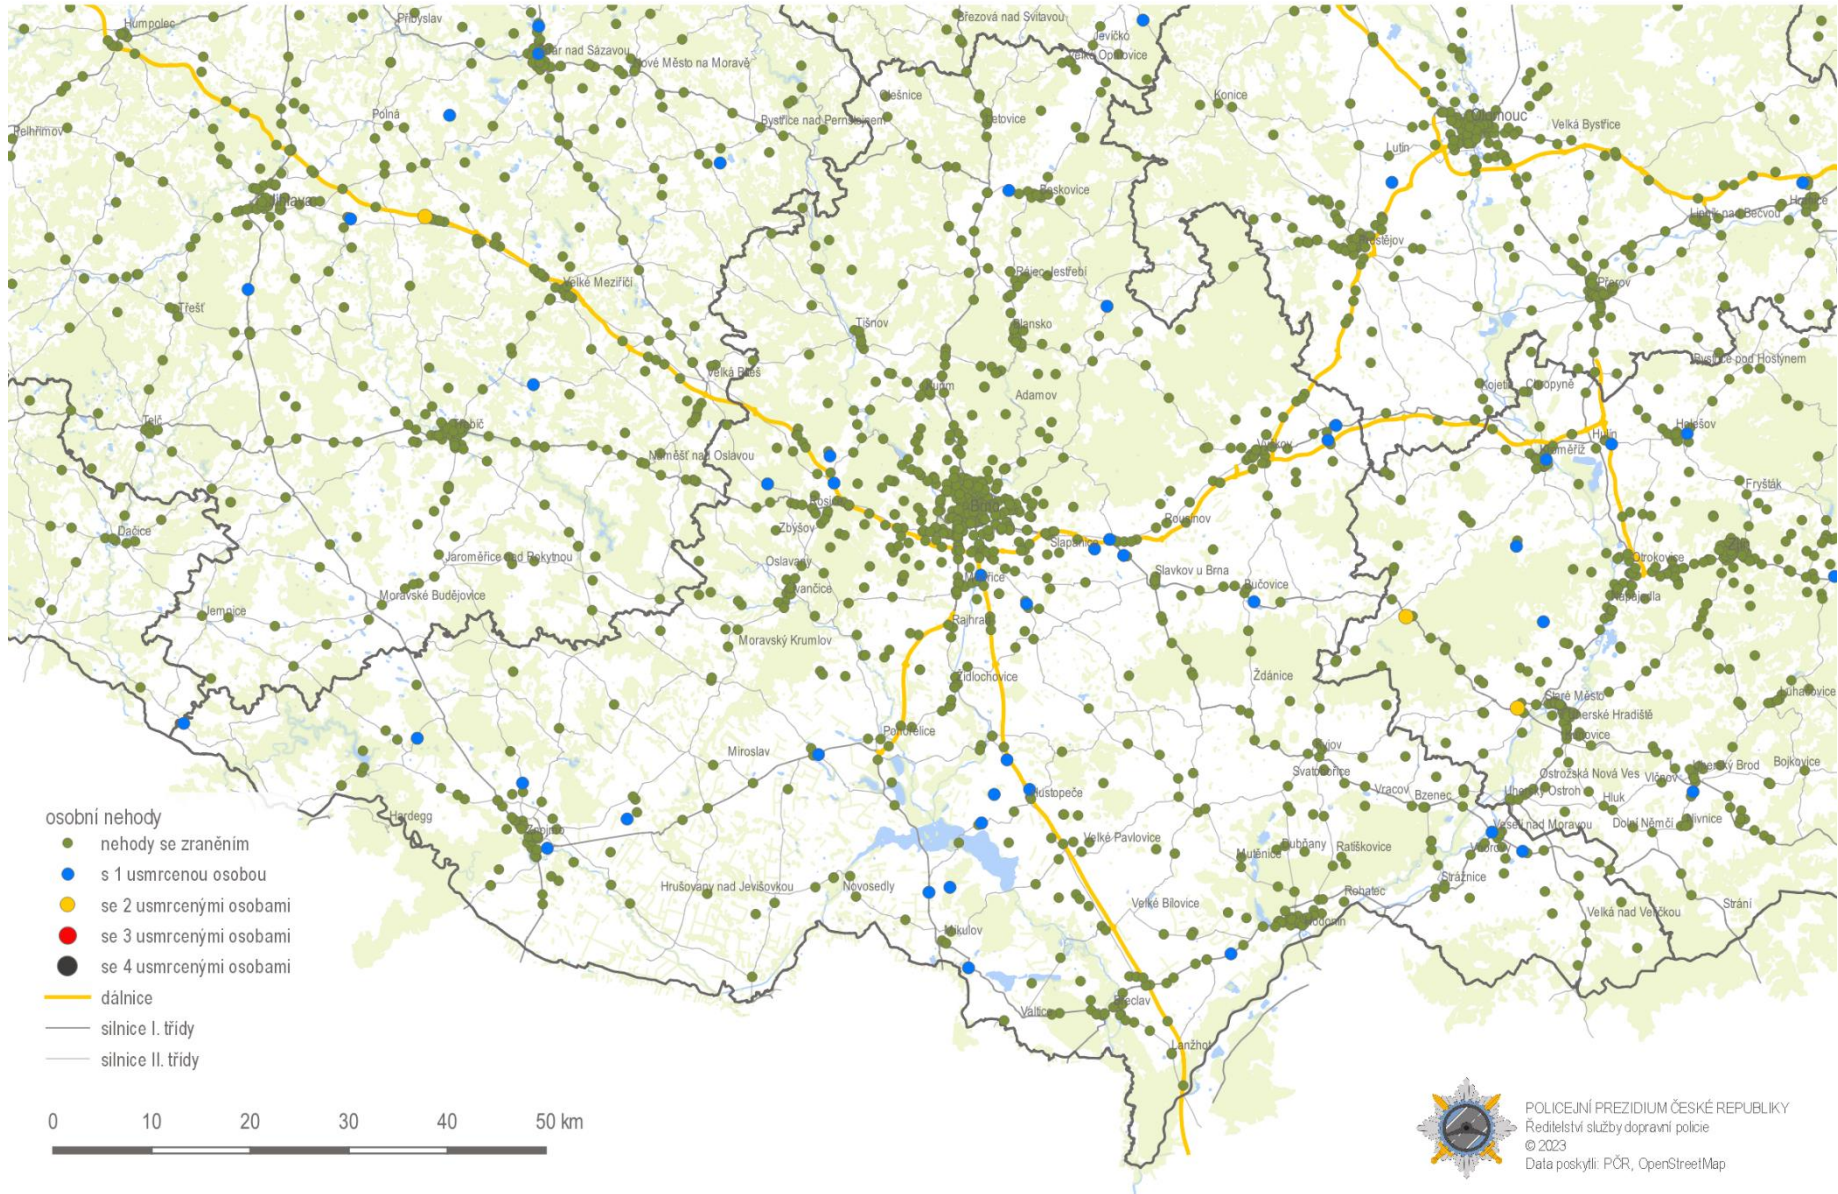 Humpolec
Přibyslav
Březová nad Svitavou
Jevíčko
Velké Opatovice
Žďár nad Sázavou
Nové Město na Moravě
Olešnice
Konice
Polná
Bystřice nad Pernštejnem
Letovice
Olomouc
Velká Bystřice
Pelhřimov
Lutín
Jihlava
Boskovice
Hranice
Lipník nad Bečvou
Prostějov
Rájec-Jestřebí
Velké Meziříčí
Přerov
Třešť
Tišnov
Blansko
Bystřice pod Hostýnem
Velká Bíteš
Kuřim
Adamov
Kojetín
Chropyně
Telč
Třebíč
Holešov
Hulín
Vyškov
Kroměříž
Náměšť nad Oslavou
Fryšták
Rosice
Brno
Zbýšov
Rousínov
Dačice
Šlapanice
Zlín
Jaroměřice nad Rokytnou
Otrokovice
Oslavany
Slavkov u Brna
Modřice
Bučovice
Ivančice
Moravské Budějovice
Napajedla
Jemnice
Rajhrad
Moravský Krumlov
Židlochovice
Ždánice
Luhačovice
Staré Město
Uherské Hradiště
Kunovice
Pohořelice
Miroslav
Kyjov
Svatobořice
Ostrožská Nová Ves
Vlčnov
Uherský Brod
Bojkovice
Hustopeče
Vracov
Bzenec
Uherský Ostroh
Hluk
Hardegg
Dolní Němčí
Nivnice
Znojmo
Veselí nad Moravou
Velké Pavlovice
Dubňany
Ratíškovice
Vnorovy
Mutěnice
Hrušovany nad Jevišovkou
Novosedly
Rohatec
Strážnice
Velké Bílovice
Strání
Hodonín
Velká nad Veličkou
Mikulov
Břeclav
Valtice
Lanžhot
osobní nehody
nehody se zraněním
s 1 usmrcenou osobou
se 2 usmrcenými osobami
se 3 usmrcenými osobami
se 4 usmrcenými osobami
dálnice
silnice I. třídy
silnice II. třídy
0 10 20 30 40 50 km
POLICEJNÍ PREZIDIUM ČESKÉ REPUBLIKY
Ředitelství služby dopravní policie
© 2023
Data poskytli: PČR, OpenStreetMap